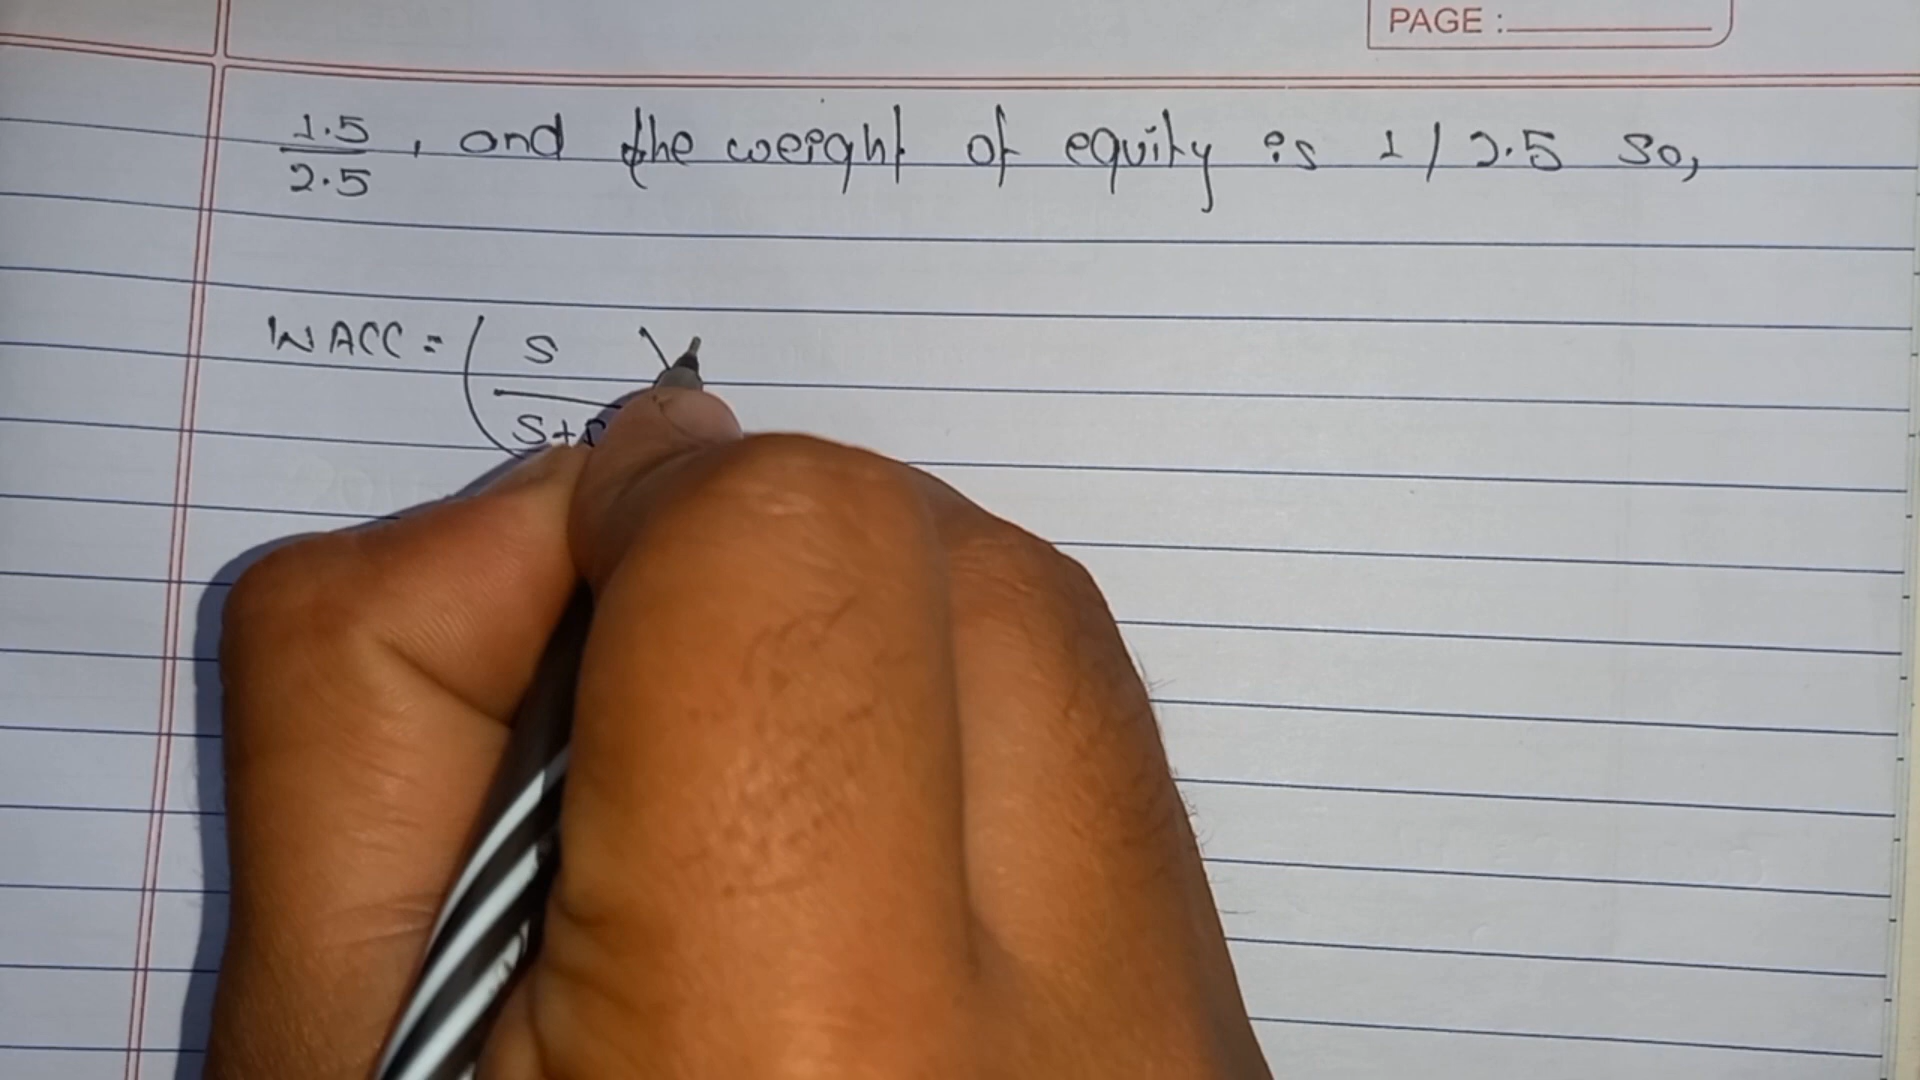 PAGE :
1.5
2.5 , and the weight of equity is 1 / 2.5 so,
WACC = ( S
S+